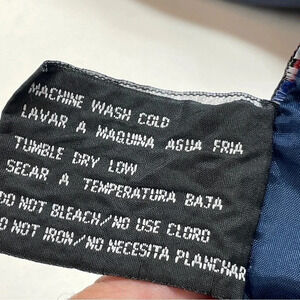 MACHINE WASH COLD
LAVAR A MAQUINA AGUA FRIA
TUMBLE DRY LOW
SECAR A TEMPERATURA BAJA
DO NOT BLEACH/NO USE CLORO
DO NOT IRON/NO NECESITA PLANCHAR